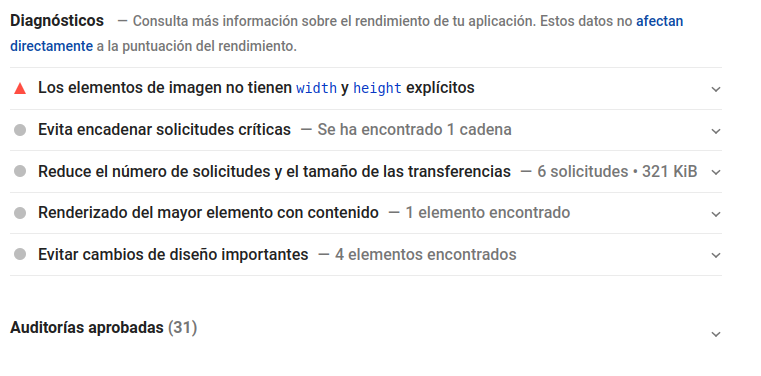 Diagnósticos — Consulta más información sobre el rendimiento de tu aplicación. Estos datos no afectan
directamente a la puntuación del rendimiento.
Los elementos de imagen no tienen width y height explícitos
Evita encadenar solicitudes críticas — Se ha encontrado 1 cadena
Reduce el número de solicitudes y el tamaño de las transferencias — 6 solicitudes • 321 KiB
Renderizado del mayor elemento con contenido — 1 elemento encontrado
Evitar cambios de diseño importantes — 4 elementos encontrados
Auditorías aprobadas (31)